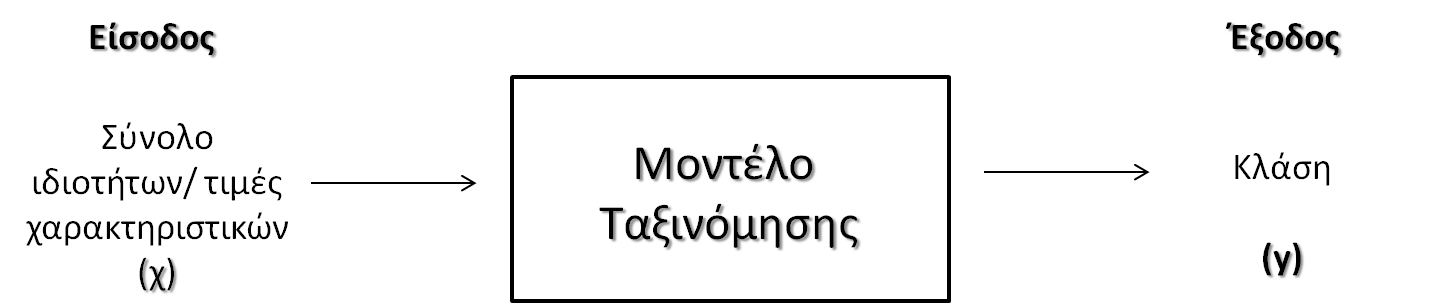 Είσοδος
Έξοδος
Σύνολο
ιδιοτήτων/ τιμές
χαρακτηριστικών
(χ)
Μοντέλο
Ταξινόμησης
Κλάση
(y)